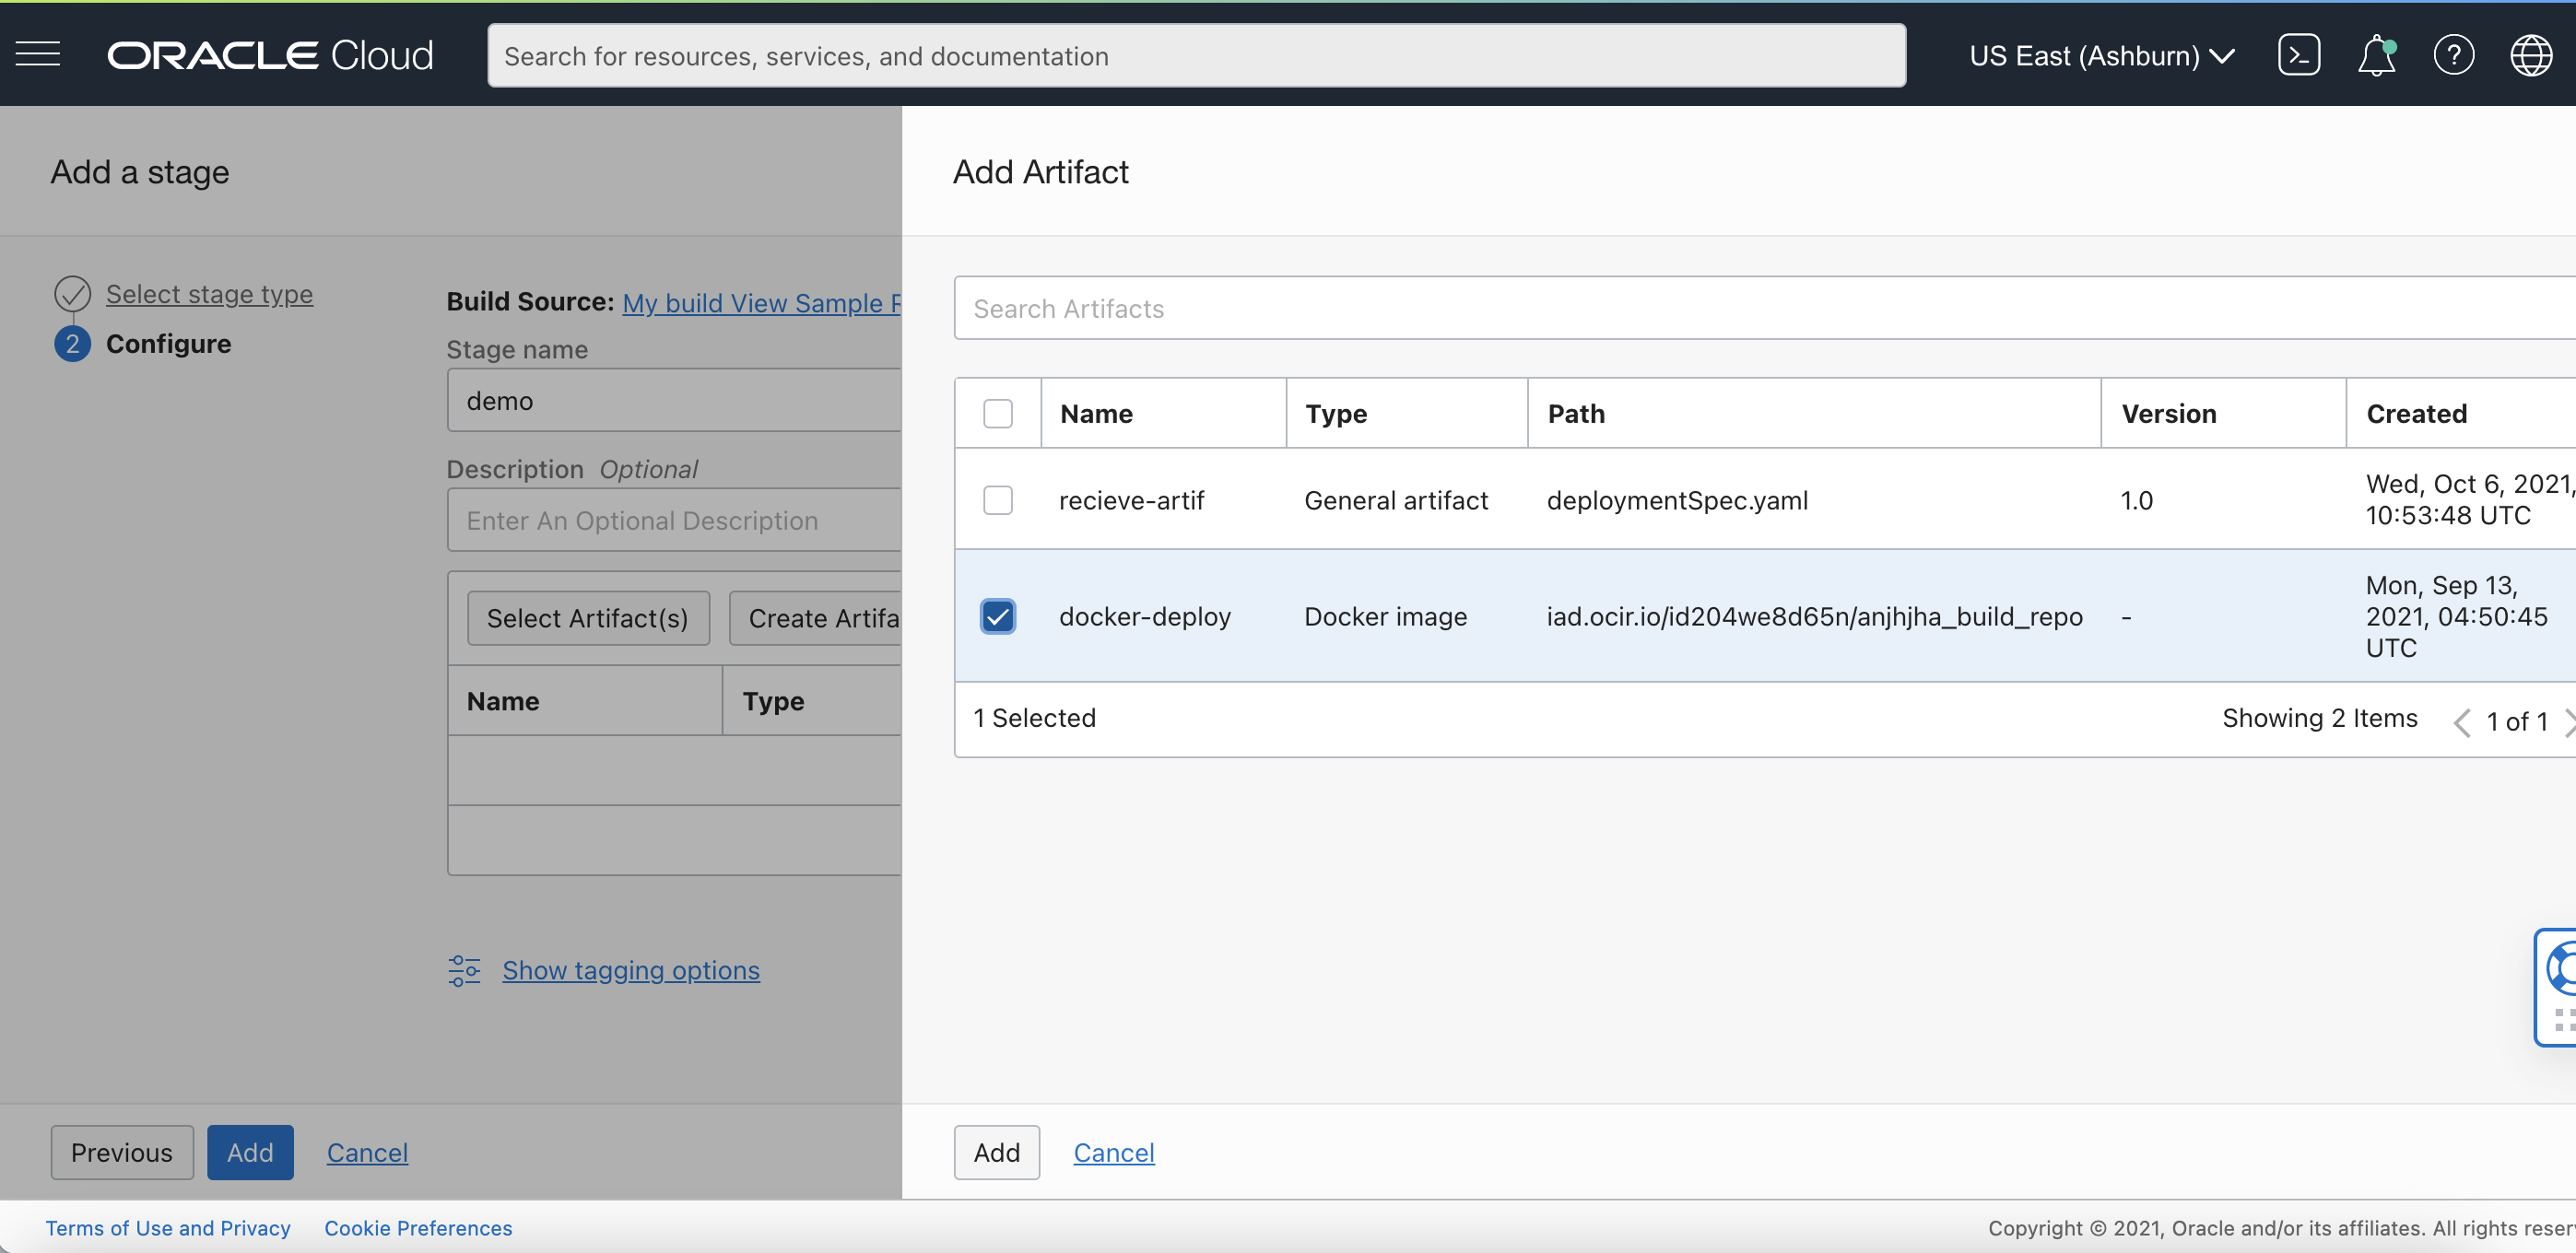 ORACLE Cloud
Search for resources, services, and documentation
US East (Ashburn)
Add a stage
Select stage type
2 Configure
Build Source: My build View Sample
Stage name
demo
Description Optional
Enter An Optional Description
Select Artifact(s) Create Artifa
Name Type
Show tagging options
Previous Add Cancel
Add Artifact
Search Artifacts
Name Type Path Version Created
recieve-artif General artifact deploymentSpec.yaml 1.0 Wed, Oct 6, 2021,
10:53:48 UTC
docker-deploy Docker image iad.ocir.io/id204we8d65n/anjhjha_build_repo - Mon, Sep 13,
2021, 04:50:45
UTC
1 Selected Showing 2 Items 1 of 1
Add Cancel
Terms of Use and Privacy Cookie Preferences
Copyright © 2021, Oracle and/or its affiliates. All rights reser